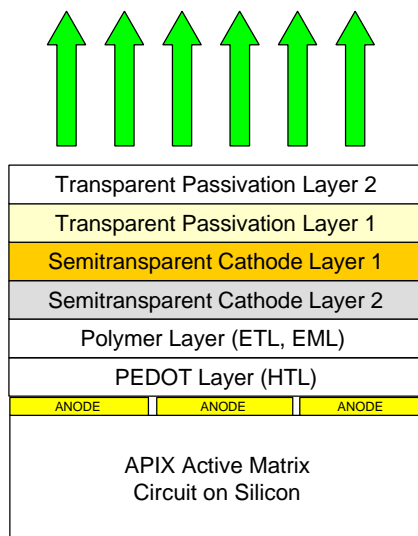 Transparent Passivation Layer 2
Transparent Passivation Layer 1
Semitransparent Cathode Layer 1
Semitransparent Cathode Layer 2
Polymer Layer (ETL, EML)
PEDOT Layer (HTL)
ANODE ANODE ANODE
APIX Active Matrix
Circuit on Silicon